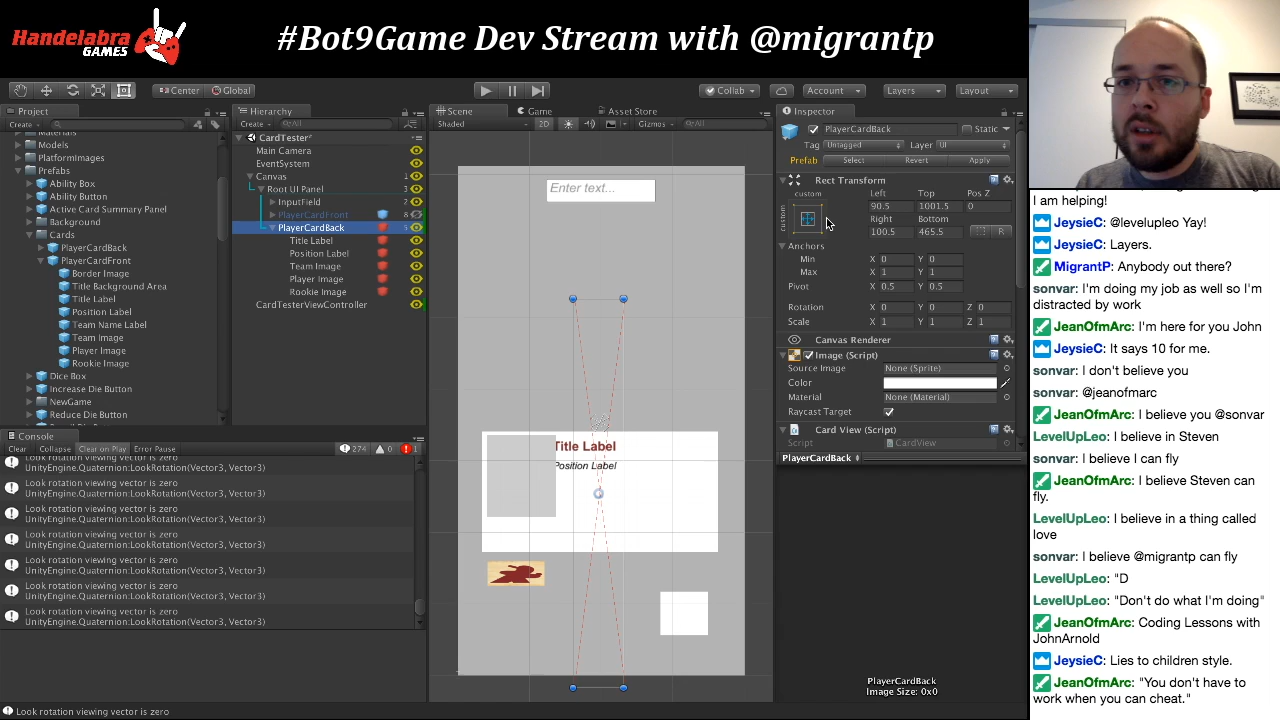 Handelabra
GAMES
#Bot9Game Dev Stream with @migrantp
Center
Global
Collab
Account
Layers
Layout
Project
Create
Materials
Models
PlatformImages
Prefabs
Ability Box
Ability Button
Active Card Summary Panel
Background
Cards
PlayerCardBack
PlayerCardFront
Border Image
Title Background Area
Title Label
Position Label
Team Name Label
Team Image
Player Image
Rookie Image
Dice Box
Increase Die Button
NewGame
Reduce Die Button
Hierarchy
Create
All
CardTester*
Main Camera
EventSystem
Canvas 1
Root UI Panel 3
InputField 2
PlayerCardFront 8
PlayerCardBack 5
Title Label
Position Label
Team Image
Player Image
Rookie Image
CardTesterViewController
Scene
Game
Asset Store
Shaded
2D
Gizmos
All
Enter text...
Title Label
Position Label
Inspector
PlayerCardBack
Static
Tag Untagged Layer UI
Prefab Select Revert Apply
Rect Transform
custom
custom
Left Top Pos Z
90.5 1001.5 0
Right Bottom
100.5 465.5
R
Anchors
Min X 0 Y 0
Max X 1 Y 1
Pivot X 0.5 Y 0.5
Rotation X 0 Y 0 Z 0
Scale X 1 Y 1 Z 1
Canvas Renderer
Image (Script)
Source Image None (Sprite)
Color
Material None (Material)
Raycast Target
Card View (Script)
Script CardView
PlayerCardBack
PlayerCardBack
Image Size: 0x0
Console
Clear Collapse Clear on Play Error Pause
274 0 1
Look rotation viewing vector is zero
UnityEngine.Quaternion:LookRotation(Vector3, Vector3)
Look rotation viewing vector is zero
UnityEngine.Quaternion:LookRotation(Vector3, Vector3)
Look rotation viewing vector is zero
UnityEngine.Quaternion:LookRotation(Vector3, Vector3)
Look rotation viewing vector is zero
UnityEngine.Quaternion:LookRotation(Vector3, Vector3)
Look rotation viewing vector is zero
UnityEngine.Quaternion:LookRotation(Vector3, Vector3)
Look rotation viewing vector is zero
UnityEngine.Quaternion:LookRotation(Vector3, Vector3)
Look rotation viewing vector is zero
UnityEngine.Quaternion:LookRotation(Vector3, Vector3)
I am helping!
JeysieC: @levelupleo Yay!
JeysieC: Layers.
MigrantP: Anybody out there?
sonvar: I'm doing my job as well so I'm
distracted by work
JeanOfmArc: I'm here for you John
JeysieC: It says 10 for me.
sonvar: I don't believe you
sonvar: @jeanofmarc
JeanOfmArc: I believe you @sonvar
LevelUpLeo: I believe in Steven
sonvar: I believe I can fly
JeanOfmArc: I believe Steven can
fly.
LevelUpLeo: I believe in a thing called
love
sonvar: I believe @migrantp can fly
LevelUpLeo: "D
LevelUpLeo: "Don't do what I'm doing"
JeanOfmArc: Coding Lessons with
JohnArnold
JeysieC: Lies to children style.
JeanOfmArc: "You don't have to
work when you can cheat."
Look rotation viewing vector is zero